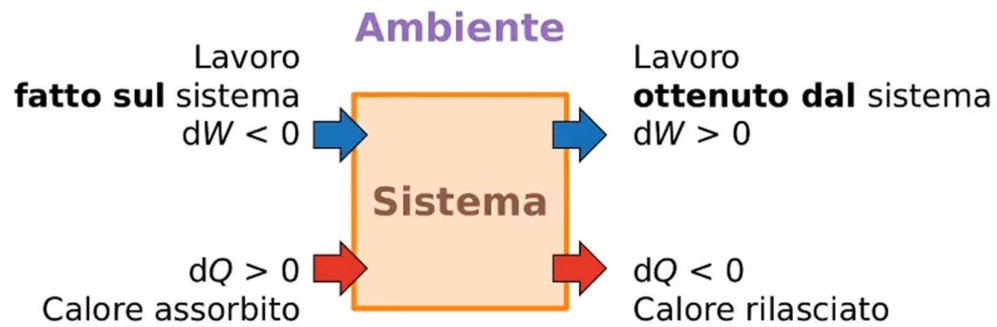 Ambiente
Lavoro
fatto sul sistema
dW < 0
Lavoro
ottenuto dal sistema
dW > 0
Sistema
dQ > 0
Calore assorbito
dQ < 0
Calore rilasciato